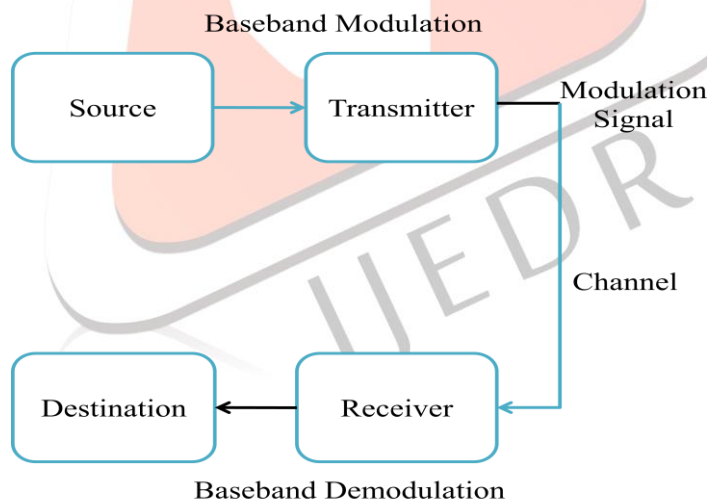 Baseband Modulation
Source
Transmitter
Modulation
Signal
IJEDR
Channel
Destination
Receiver
Baseband Demodulation